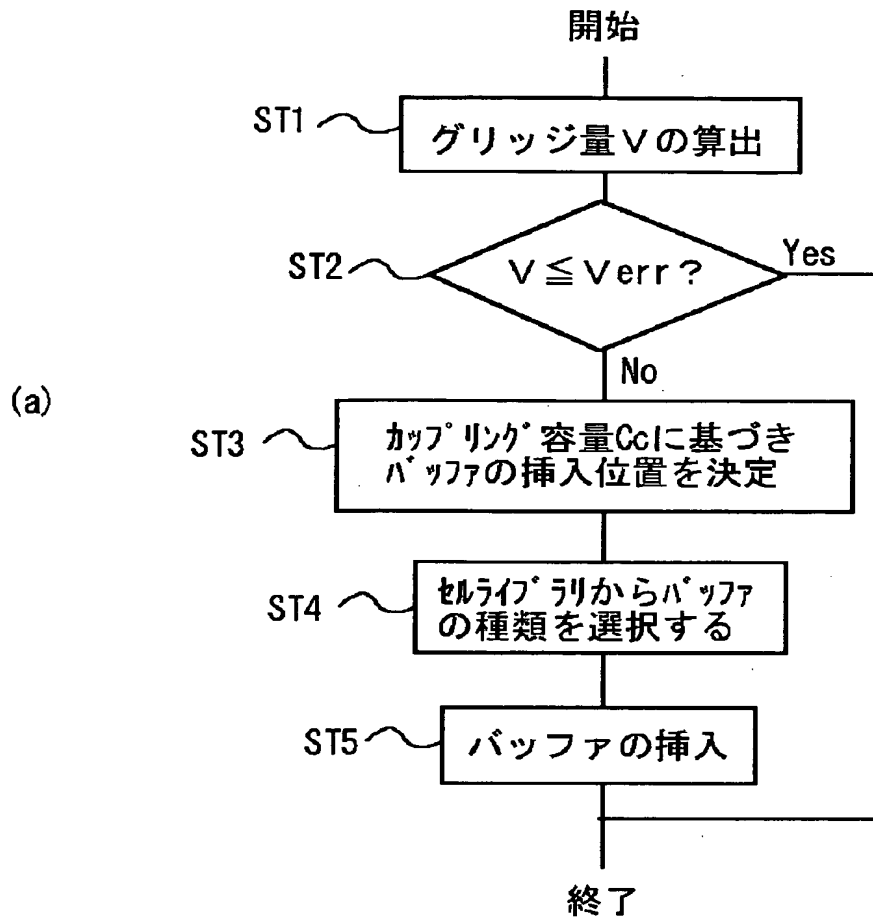 開始
ST1
グリッジ量Vの算出
ST2
V≦Verr?
Yes
No
(a)
ST3
ｶｯﾌﾟﾘﾝｸﾞ容量Ccに基づき
ﾊﾞｯﾌｧの挿入位置を決定
ST4
ｾﾙﾗｲﾌﾞﾗﾘからﾊﾞｯﾌｧ
の種類を選択する
ST5
バッファの挿入
終了